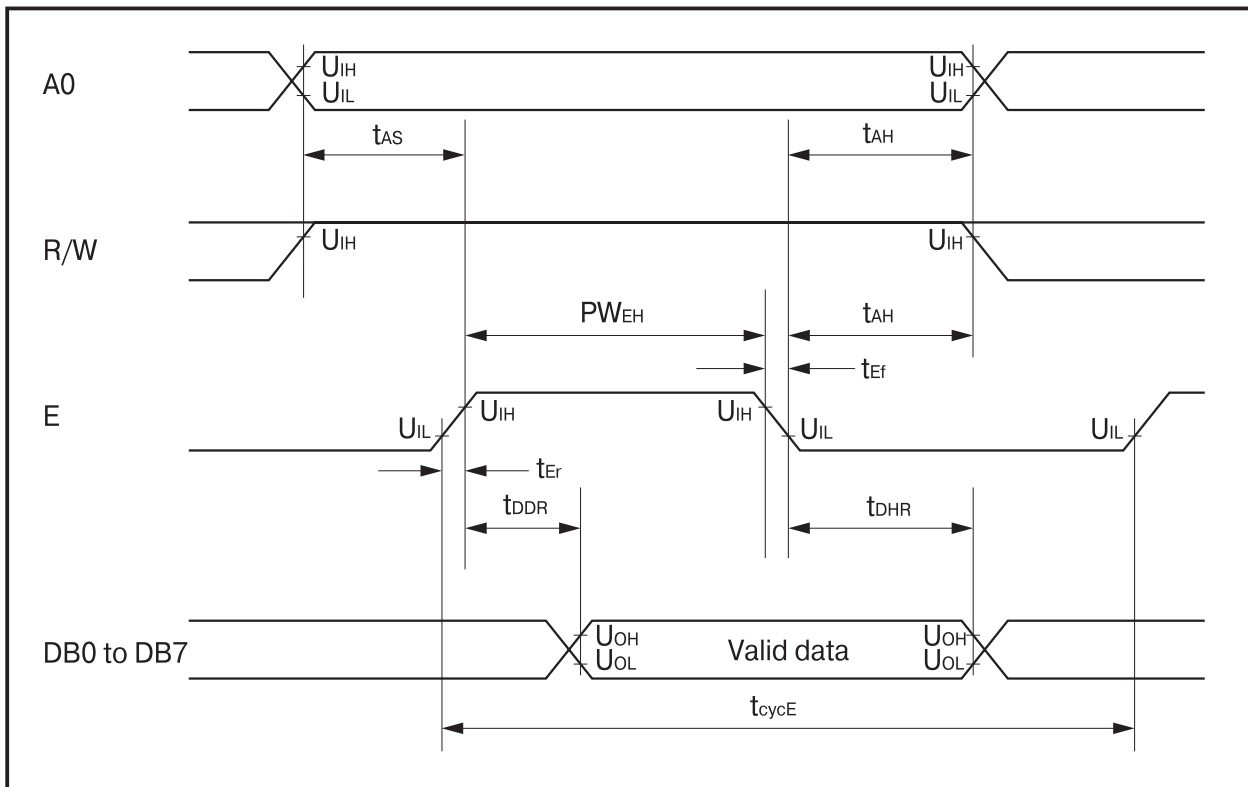 A0
UIH
UIL
UIH
UIL
tAS
tAH
R/W
UIH
UIH
PWEH
tAH
tEf
E
UIL
UIH
UIH
UIL
UIL
tEr
tDDR
tDHR
DB0 to DB7
UOH
UOL
Valid data
UOH
UOL
tcycE